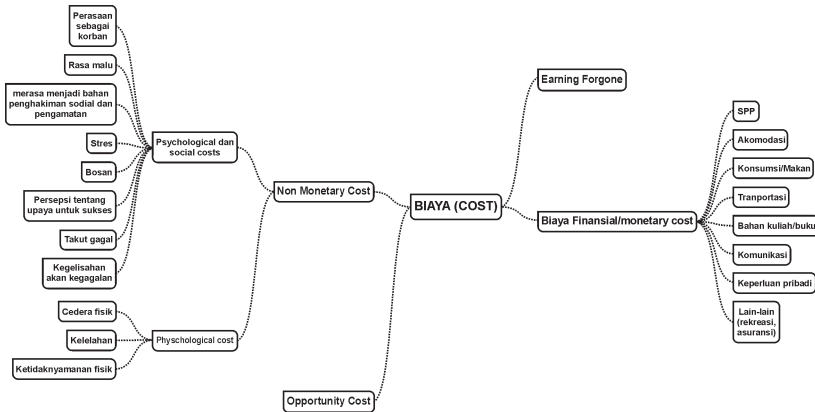 Perasaan
sebagai
korban
Rasa malu
merasa menjadi bahan
penghakiman sodial dan
pengamatan
Stres
Bosan
Persepsi tentang
upaya untuk sukses
Takut gagal
Kegelisahan
akan kegagalan
Cedera fisik
Kelelahan
Ketidaknyamanan fisik
Psychological dan
social costs
Physchological cost
Non Monetary Cost
Opportunity Cost
BIAYA (COST)
Earning Forgone
Biaya Finansial/monetary cost
SPP
Akomodasi
Konsumsi/Makan
Tranportasi
Bahan kuliah/buku
Komunikasi
Keperluan pribadi
Lain-lain
(rekreasi,
asuransi)